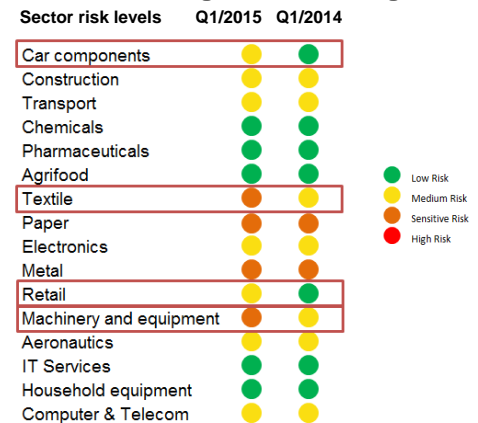 Sector risk levels Q1/2015 Q1/2014
Car components
Construction
Transport
Chemicals
Pharmaceuticals
Agrifood
Textile
Paper
Electronics
Metal
Retail
Machinery and equipment
Aeronautics
IT Services
Household equipment
Computer & Telecom
Low Risk
Medium Risk
Sensitive Risk
High Risk